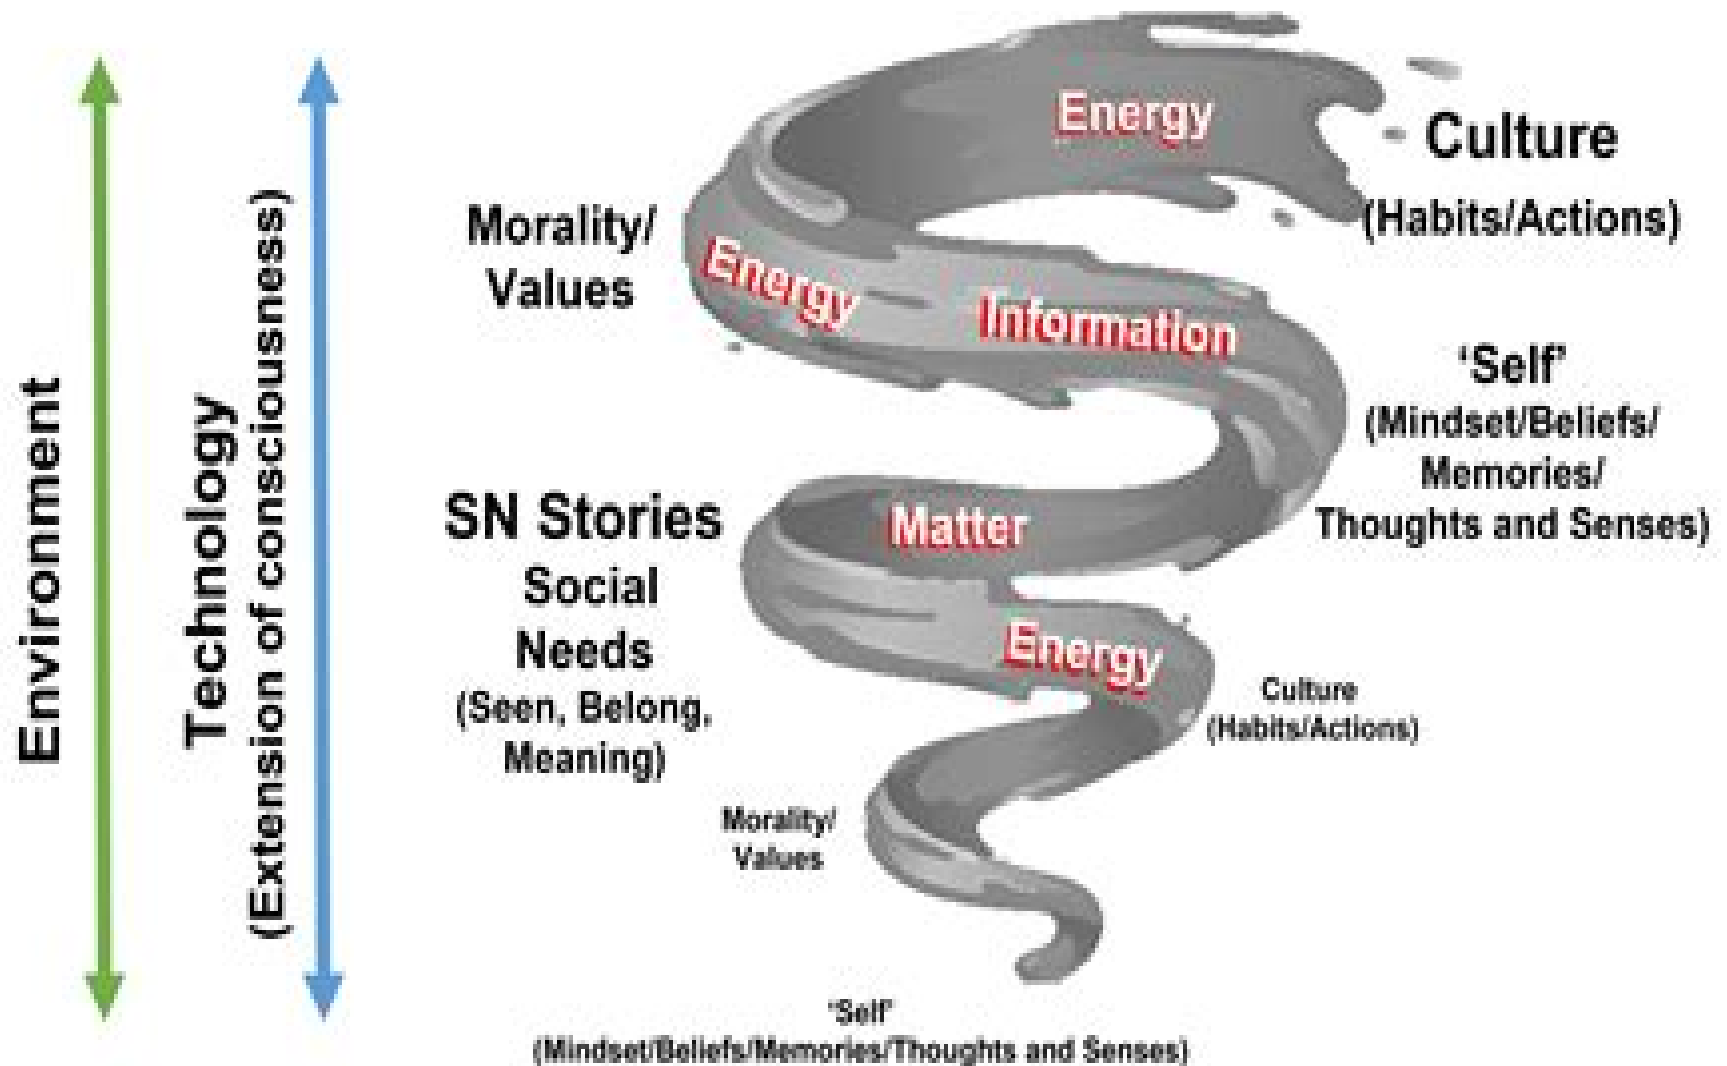 Environment
Technology
(Extension of consciousness)
Energy
Culture
(Habits/Actions)
Morality/
Values
Energy
Information
'Self'
(Mindset/Beliefs/
Memories/
Thoughts and Senses)
SN Stories
Social
Needs
(Seen, Belong,
Meaning)
Matter
Energy
Culture
(Habits/Actions)
Morality/
Values
'Self'
(Mindset/Beliefs/Memories/Thoughts and Senses)